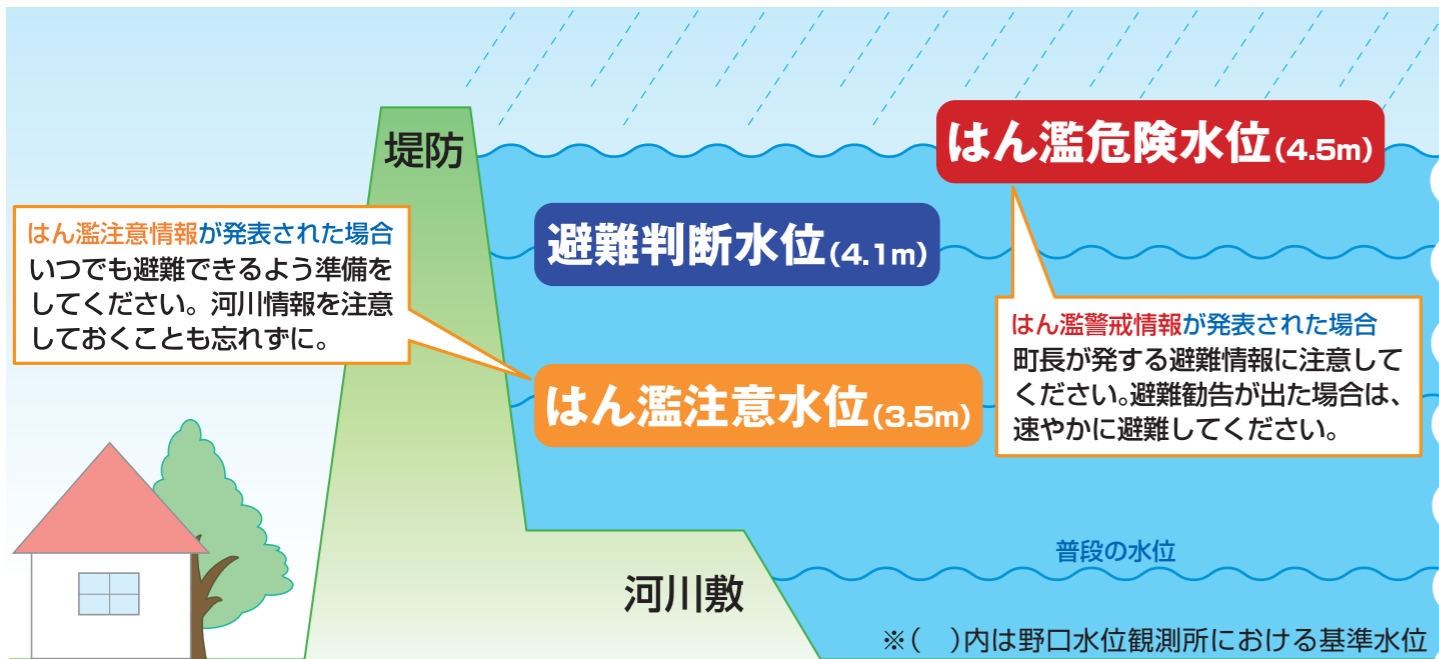 堤防
はん濫危険水位(4.5m)
避難判断水位(4.1m)
はん濫注意情報が発表された場合
いつでも避難できるよう準備を
してください。河川情報を注意
しておくことも忘れずに。
はん濫警戒情報が発表された場合
町長が発する避難情報に注意して
ください。避難勧告が出た場合は、
速やかに避難してください。
はん濫注意水位(3.5m)
普段の水位
河川敷
※(　)内は野口水位観測所における基準水位